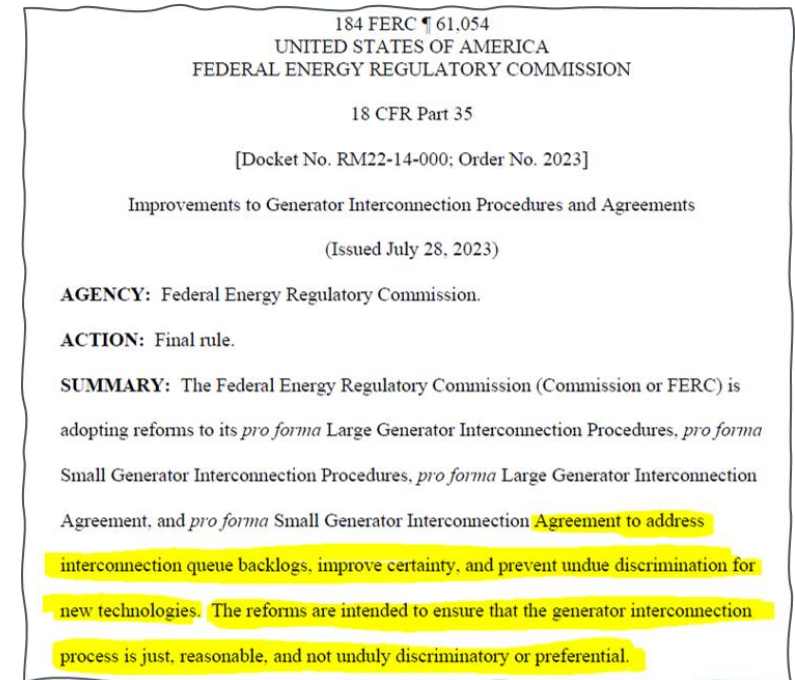 184 FERC ¶ 61,054
UNITED STATES OF AMERICA
FEDERAL ENERGY REGULATORY COMMISSION
18 CFR Part 35
[Docket No. RM22-14-000; Order No. 2023]
Improvements to Generator Interconnection Procedures and Agreements
(Issued July 28, 2023)
AGENCY: Federal Energy Regulatory Commission.
ACTION: Final rule.
SUMMARY: The Federal Energy Regulatory Commission (Commission or FERC) is
adopting reforms to its pro forma Large Generator Interconnection Procedures, pro forma
Small Generator Interconnection Procedures, pro forma Large Generator Interconnection
Agreement, and pro forma Small Generator Interconnection Agreement to address
interconnection queue backlogs, improve certainty, and prevent undue discrimination for
new technologies. The reforms are intended to ensure that the generator interconnection
process is just, reasonable, and not unduly discriminatory or preferential.